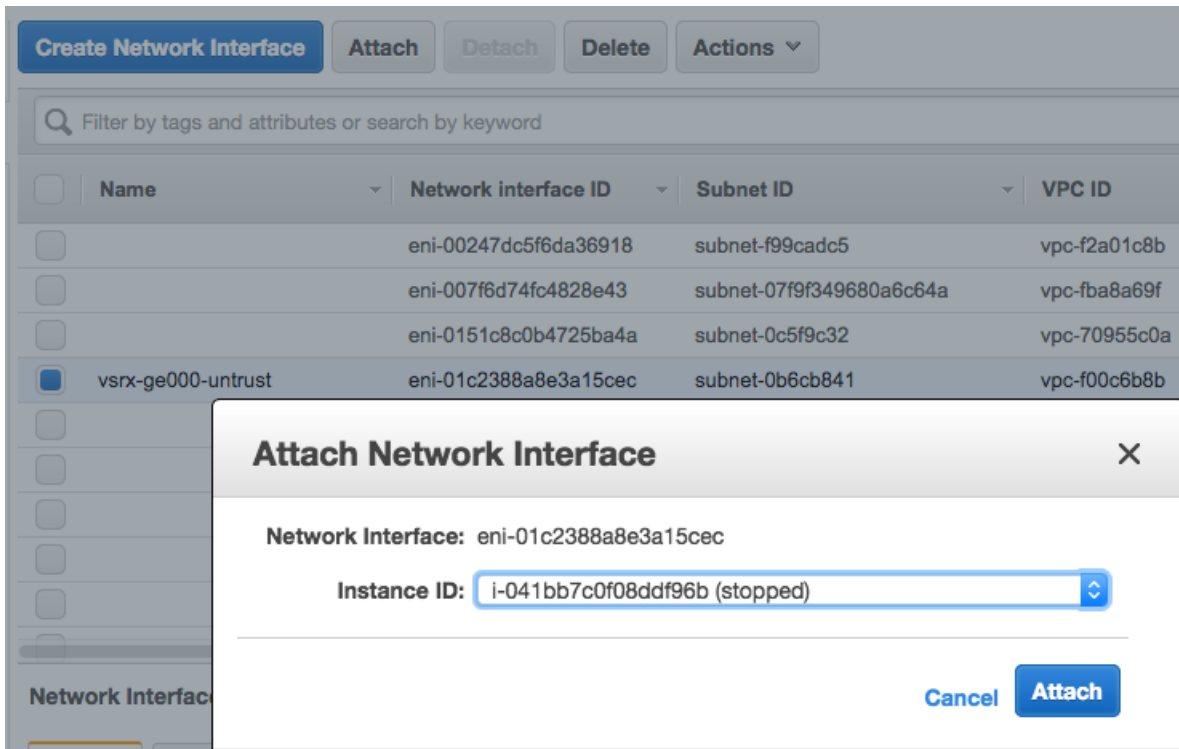 Create Network Interface Attach Detach Delete Actions
Filter by tags and attributes or search by keyword
Name Network interface ID Subnet ID VPC ID
eni-00247dc5f6da36918 subnet-f99cadc5 vpc-f2a01c8b
eni-007f6d74fc4828e43 subnet-07f9f349680a6c64a vpc-fba8a69f
eni-0151c8c0b4725ba4a subnet-0c5f9c32 vpc-70955c0a
vsrx-ge000-untrust eni-01c2388a8e3a15cec subnet-0b6cb841 vpc-f00c6b8b
Attach Network Interface
Network Interface: eni-01c2388a8e3a15cec
Instance ID: i-041bb7c0f08ddf96b (stopped)
Cancel Attach
Network Interfac